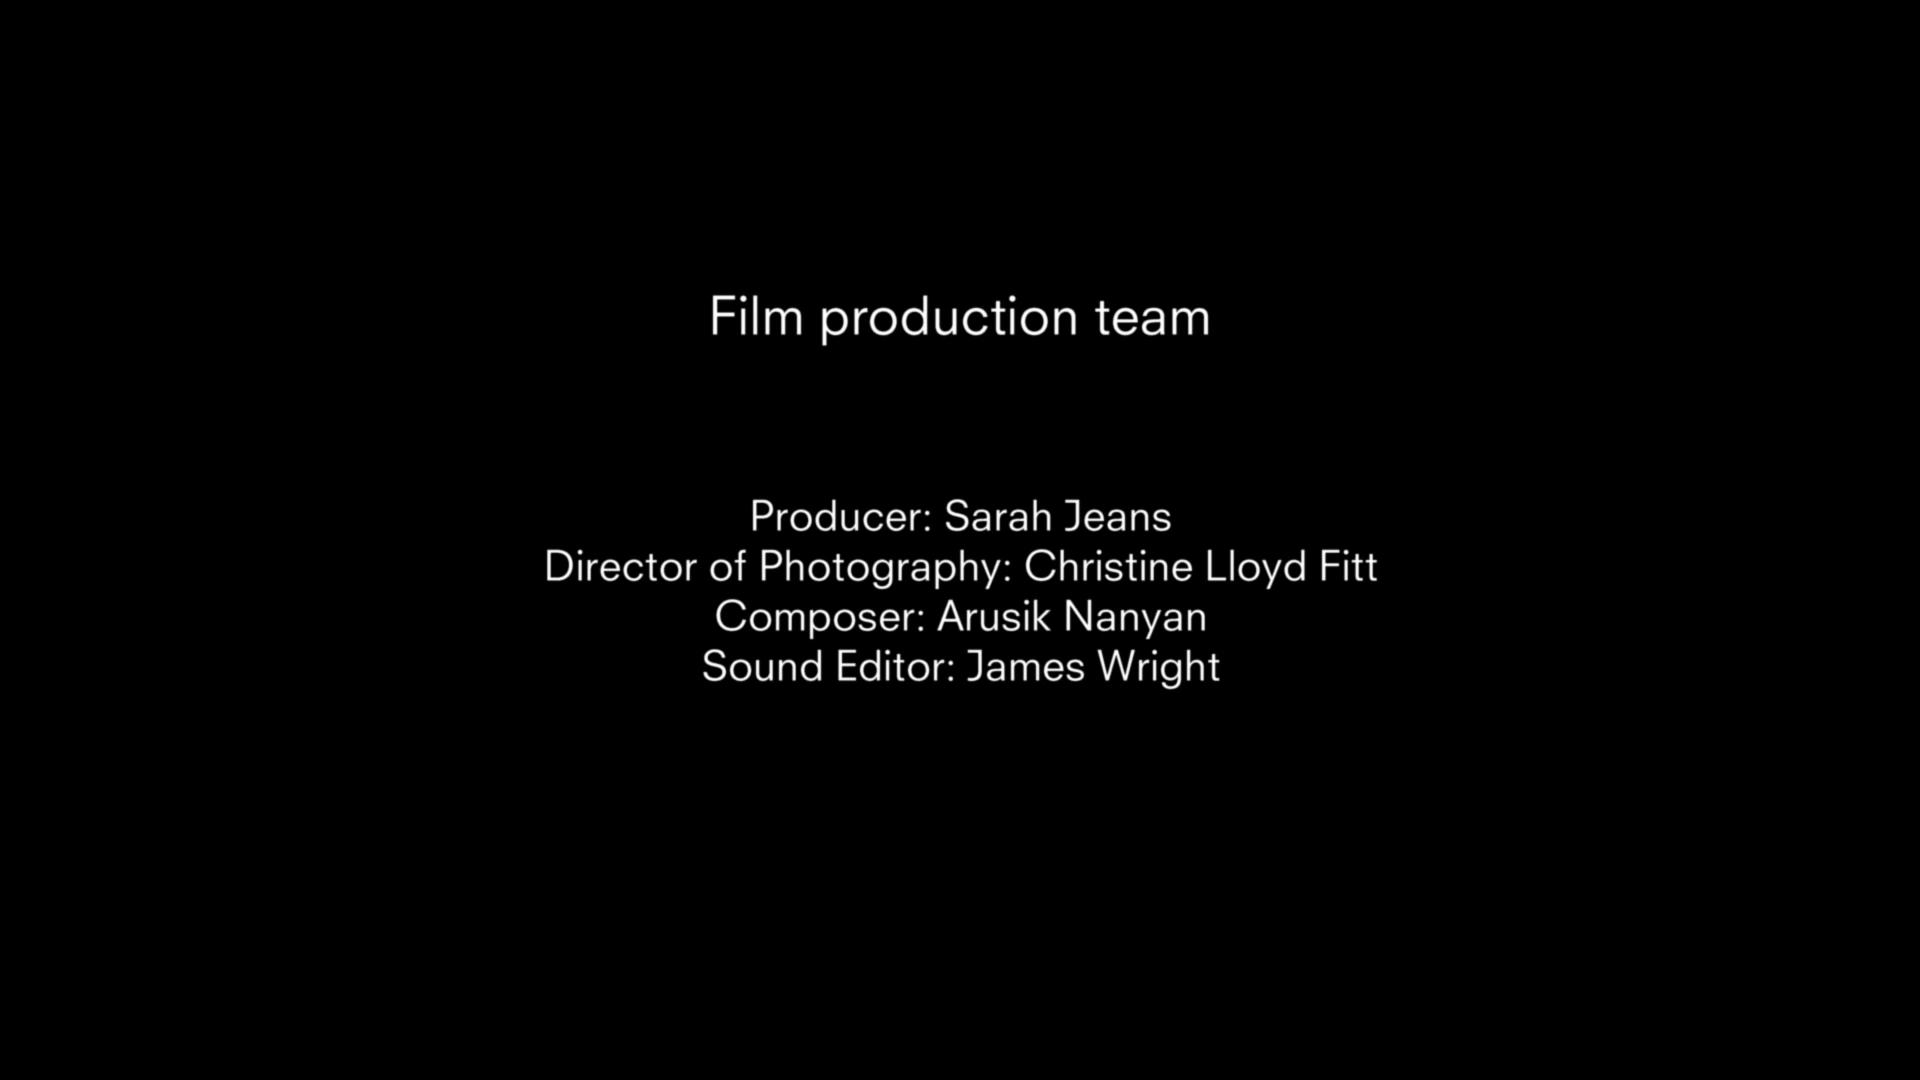 Film production team
Producer: Sarah Jeans
Director of Photography: Christine Lloyd Fitt
Composer: Arusik Nanyan
Sound Editor: James Wright